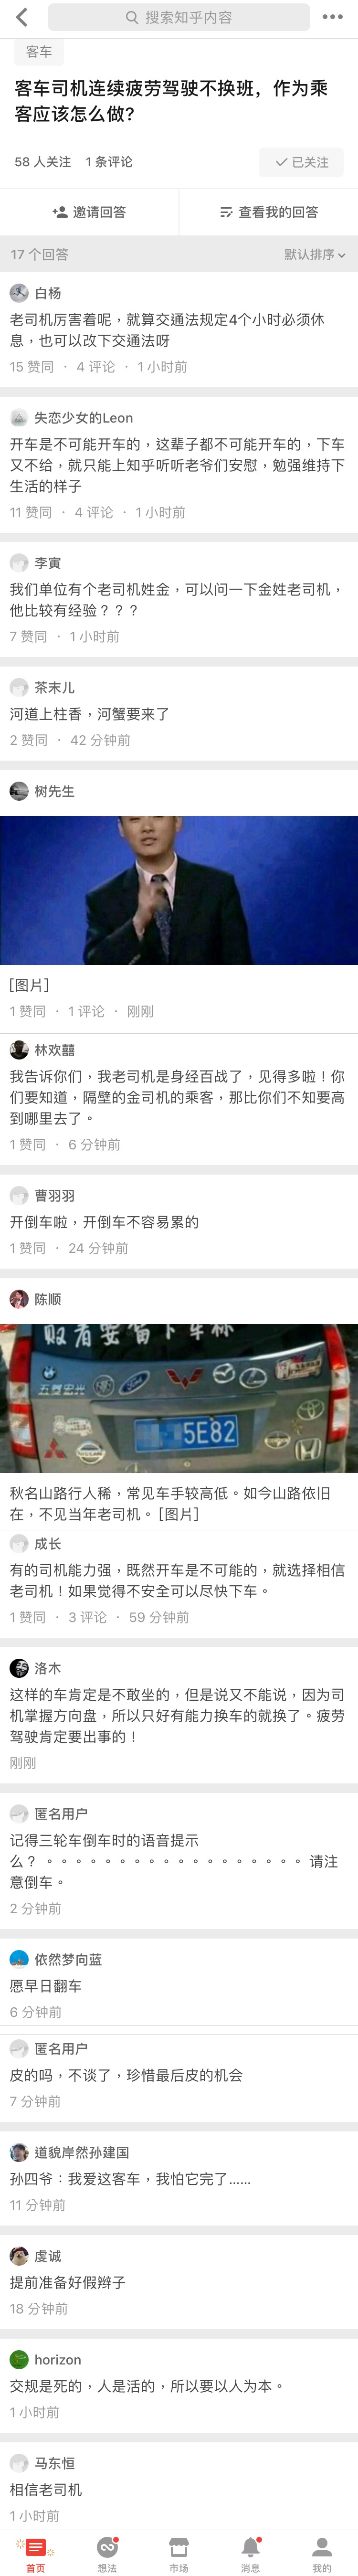 搜索知乎内容
客车
客车司机连续疲劳驾驶不换班，作为乘
客应该怎么做?
58 人关注 1 条评论
已关注
邀请回答
查看我的回答
17 个回答
默认排序
白杨
老司机厉害着呢，就算交通法规定4个小时必须休
息，也可以改下交通法呀
15 赞同 · 4 评论 · 1 小时前
失恋少女的Leon
开车是不可能开车的，这辈子都不可能开车的，下车
又不给，就只能上知乎听听老爷们安慰，勉强维持下
生活的样子
11 赞同 · 4 评论 · 1 小时前
李寅
我们单位有个老司机姓金，可以问一下金姓老司机，
他比较有经验？？？
7 赞同 · 1 小时前
茶末儿
河道上柱香，河蟹要来了
2 赞同 · 42 分钟前
树先生
[图片]
1 赞同 · 1 评论 · 刚刚
林欢囍
我告诉你们，我老司机是身经百战了，见得多啦！你
们要知道，隔壁的金司机的乘客，那比你们不知要高
到哪里去了。
1 赞同 · 6 分钟前
曹羽羽
开倒车啦，开倒车不容易累的
1 赞同 · 24 分钟前
陈顺
败者要留下车标
五菱宏光
5E82
秋名山路行人稀，常见车手较高低。如今山路依旧
在，不见当年老司机。 [图片]
成长
有的司机能力强，既然开车是不可能的，就选择相信
老司机！如果觉得不安全可以尽快下车。
1 赞同 · 3 评论 · 59 分钟前
洛木
这样的车肯定是不敢坐的，但是说又不能说，因为司
机掌握方向盘，所以只好有能力换车的就换了。疲劳
驾驶肯定要出事的！
刚刚
匿名用户
记得三轮车倒车时的语音提示
么？ 。。。。。。。。。。。。。。。。。。 请注
意倒车。
2 分钟前
依然梦向蓝
愿早日翻车
6 分钟前
匿名用户
皮的吗，不谈了，珍惜最后皮的机会
7 分钟前
道貌岸然孙建国
孙四爷：我爱这客车，我怕它完了……
11 分钟前
虔诚
提前准备好假辫子
18 分钟前
horizon
交规是死的，人是活的，所以要以人为本。
1 小时前
马东恒
相信老司机
1 小时前
首页
想法
市场
消息
我的